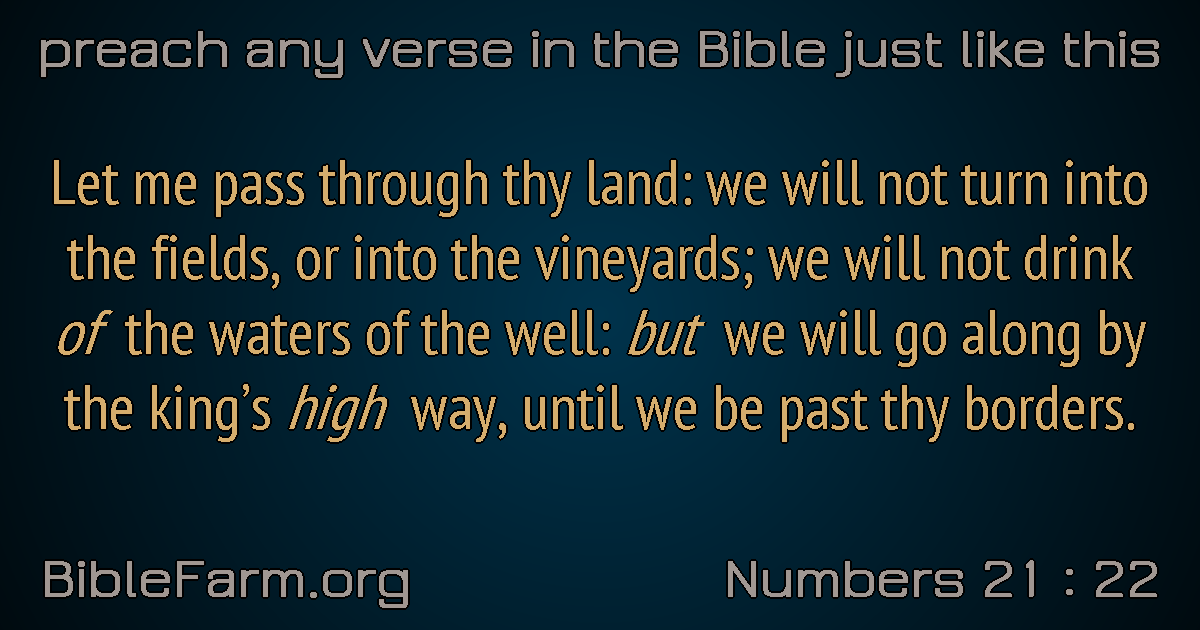 preach any verse in the Bible just like this
Let me pass through thy land: we will not turn into
the fields, or into the vineyards; we will not drink
of the waters of the well: but we will go along by
the king’s high way, until we be past thy borders.
BibleFarm.org
Numbers 21 : 22